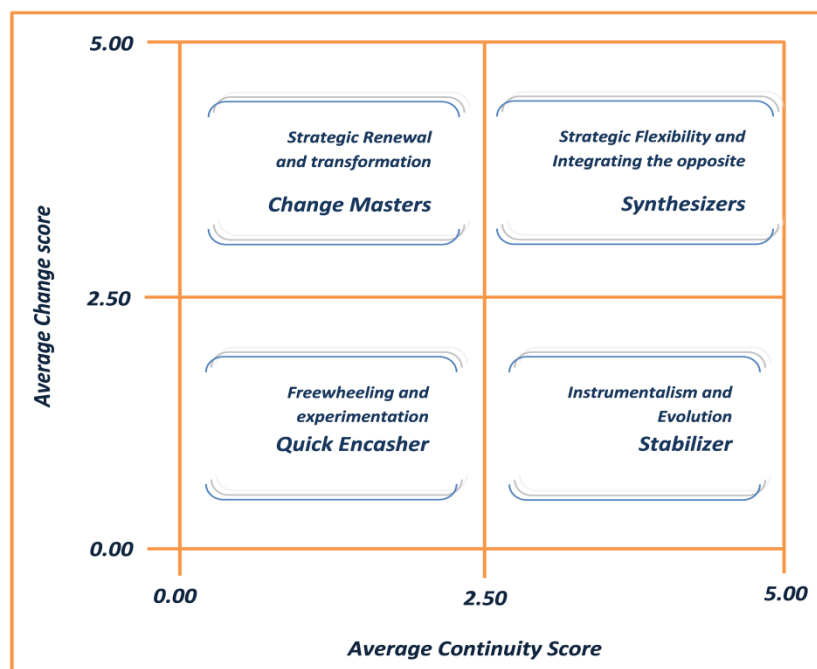 5.00
Strategic Renewal
and transformation
Change Masters
Strategic Flexibility and
Integrating the opposite
Synthesizers
Average Change score
2.50
Freewheeling and
experimentation
Quick Encasher
Instrumentalism and
Evolution
Stabilizer
0.00
0.00
2.50
5.00
Average Continuity Score